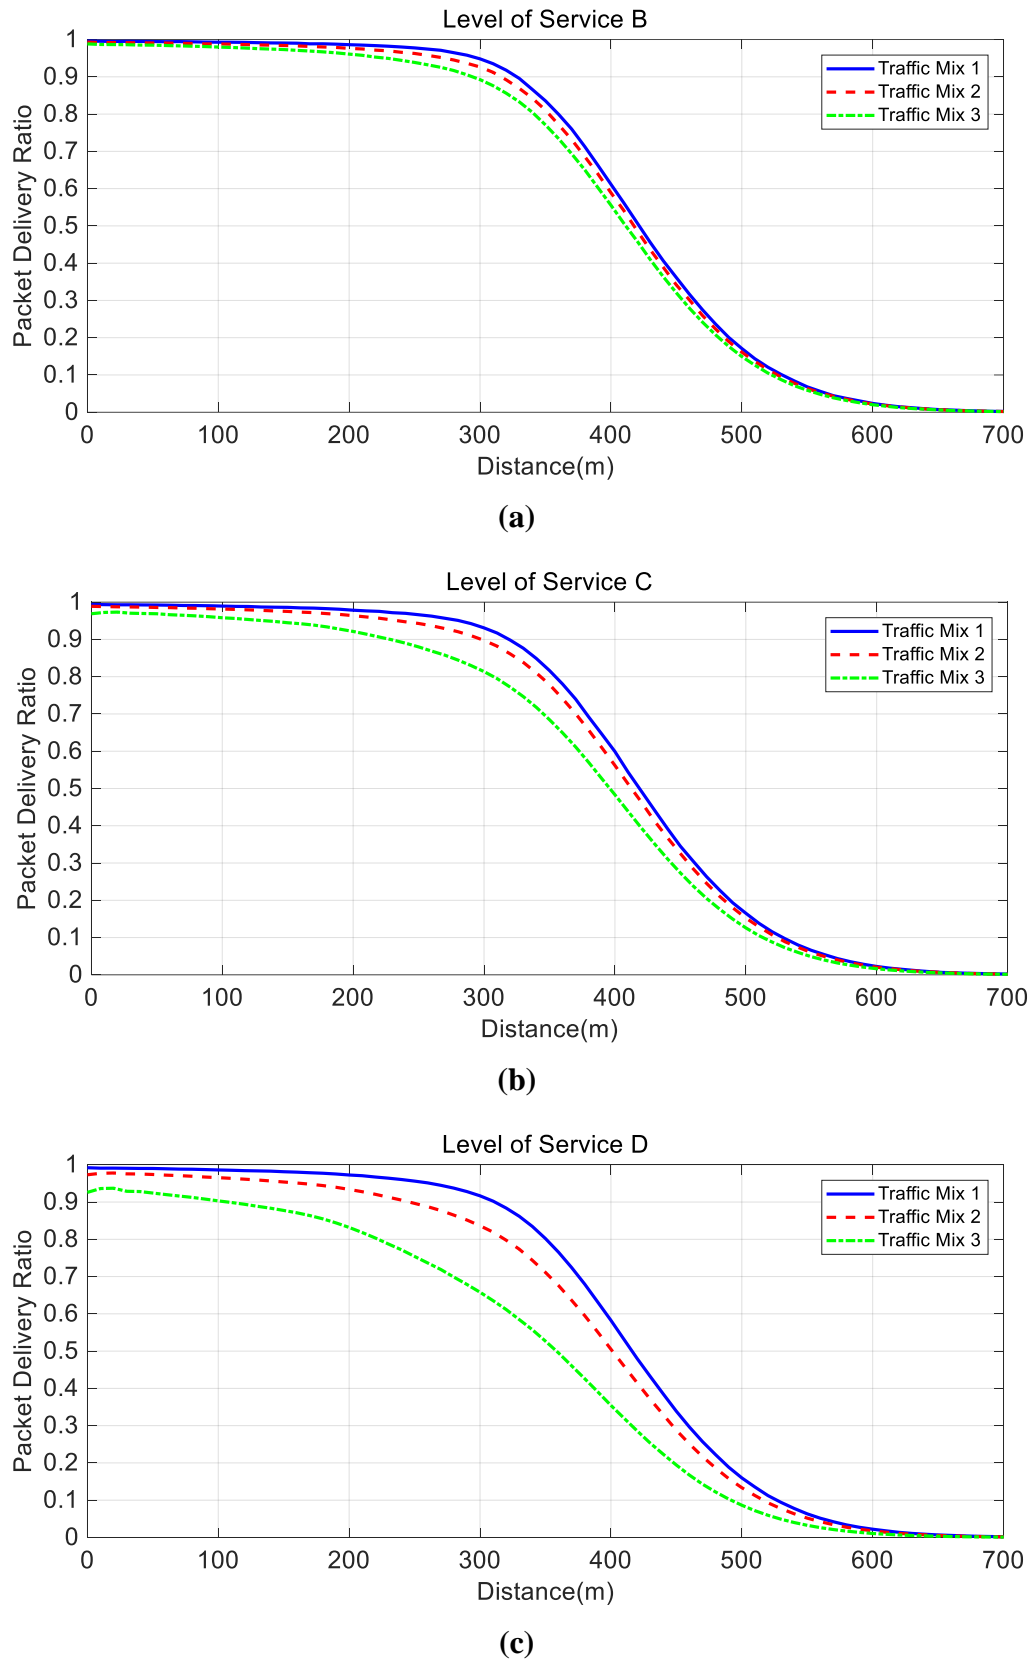 Level of Service B
1
0.9
0.8
0.7
0.6
0.5
0.4
0.3
0.2
0.1
0
Packet Delivery Ratio
Traffic Mix 1
Traffic Mix 2
Traffic Mix 3
0 100 200 300 400 500 600 700
Distance(m)
(a)
Level of Service C
1
0.9
0.8
0.7
0.6
0.5
0.4
0.3
0.2
0.1
0
Packet Delivery Ratio
Traffic Mix 1
Traffic Mix 2
Traffic Mix 3
0 100 200 300 400 500 600 700
Distance(m)
(b)
Level of Service D
1
0.9
0.8
0.7
0.6
0.5
0.4
0.3
0.2
0.1
0
Packet Delivery Ratio
Traffic Mix 1
Traffic Mix 2
Traffic Mix 3
0 100 200 300 400 500 600 700
Distance(m)
(c)